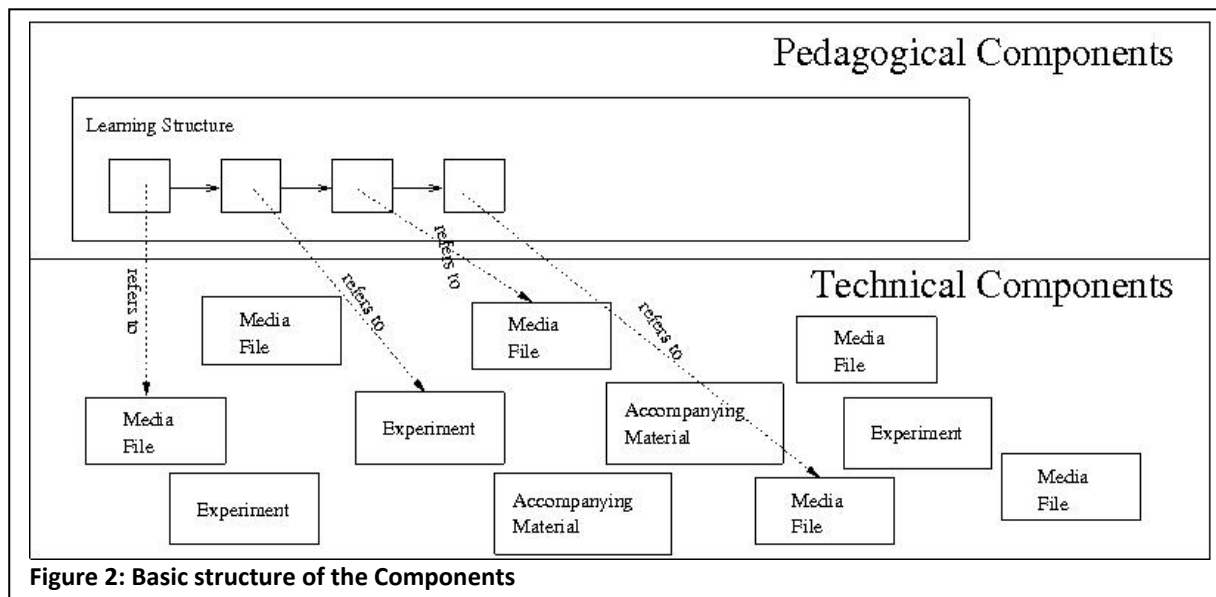 Pedagogical Components
Learning Structure
refers to
refers to
refers to
refers to
Technical Components
Media
File
Media
File
Media
File
Media
File
Experiment
Accompanying
Material
Experiment
Media
File
Experiment
Accompanying
Material
Media
File
Figure 2: Basic structure of the Components